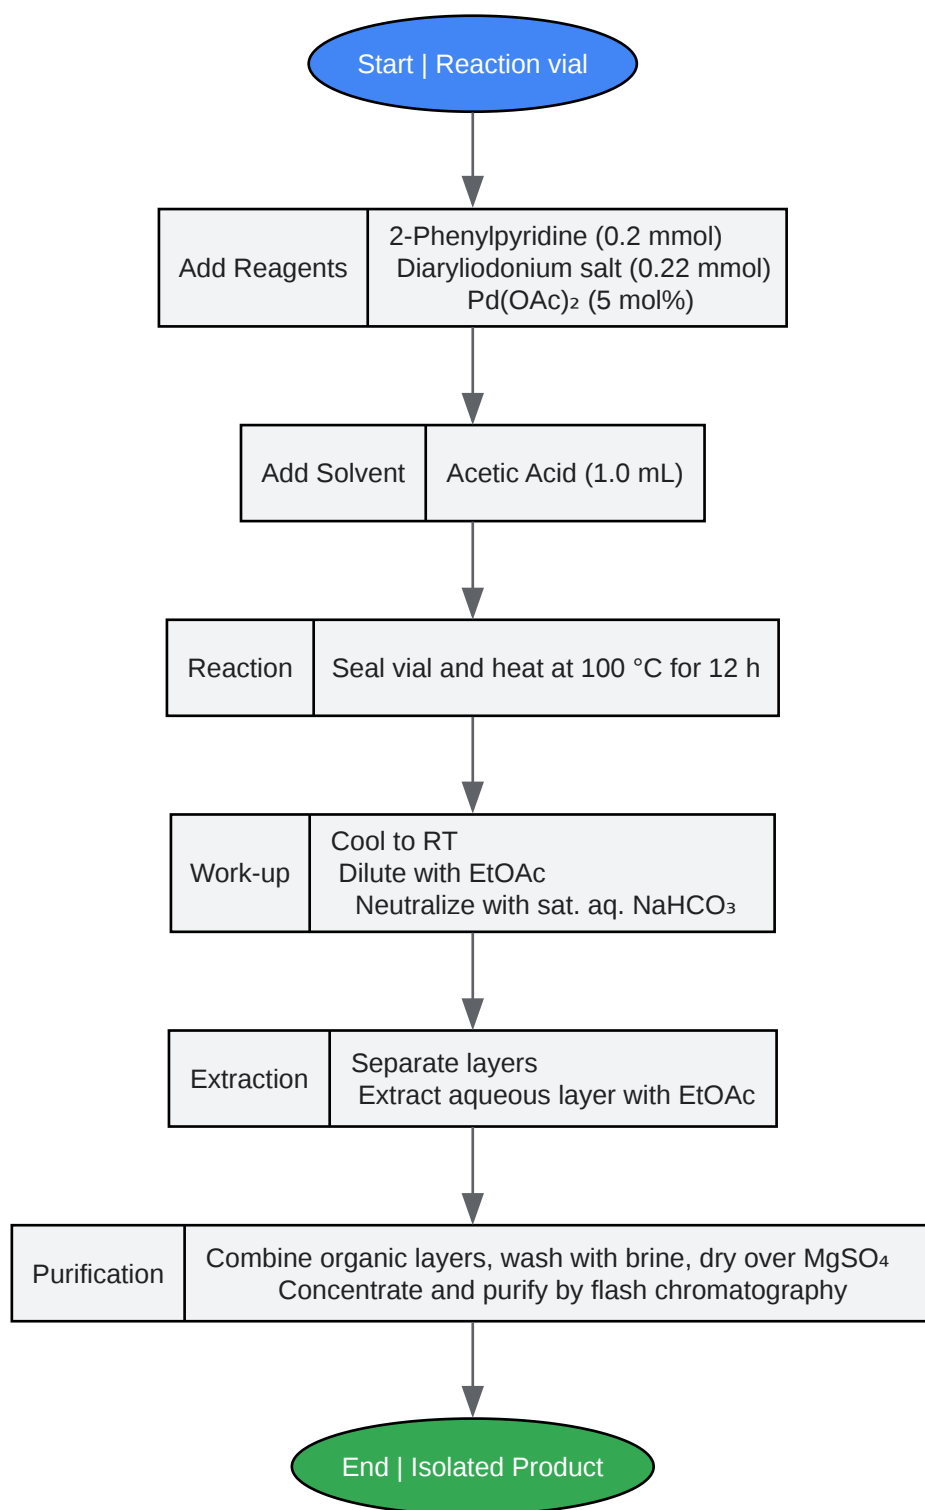 Start | Reaction vial
Add Reagents
2-Phenylpyridine (0.2 mmol)
Diaryliodonium salt (0.22 mmol)
Pd(OAc)₂ (5 mol%)
Add Solvent
Acetic Acid (1.0 mL)
Reaction
Seal vial and heat at 100 °C for 12 h
Work-up
Cool to RT
Dilute with EtOAc
Neutralize with sat. aq. NaHCO₃
Extraction
Separate layers
Extract aqueous layer with EtOAc
Purification
Combine organic layers, wash with brine, dry over MgSO₄
Concentrate and purify by flash chromatography
End | Isolated Product